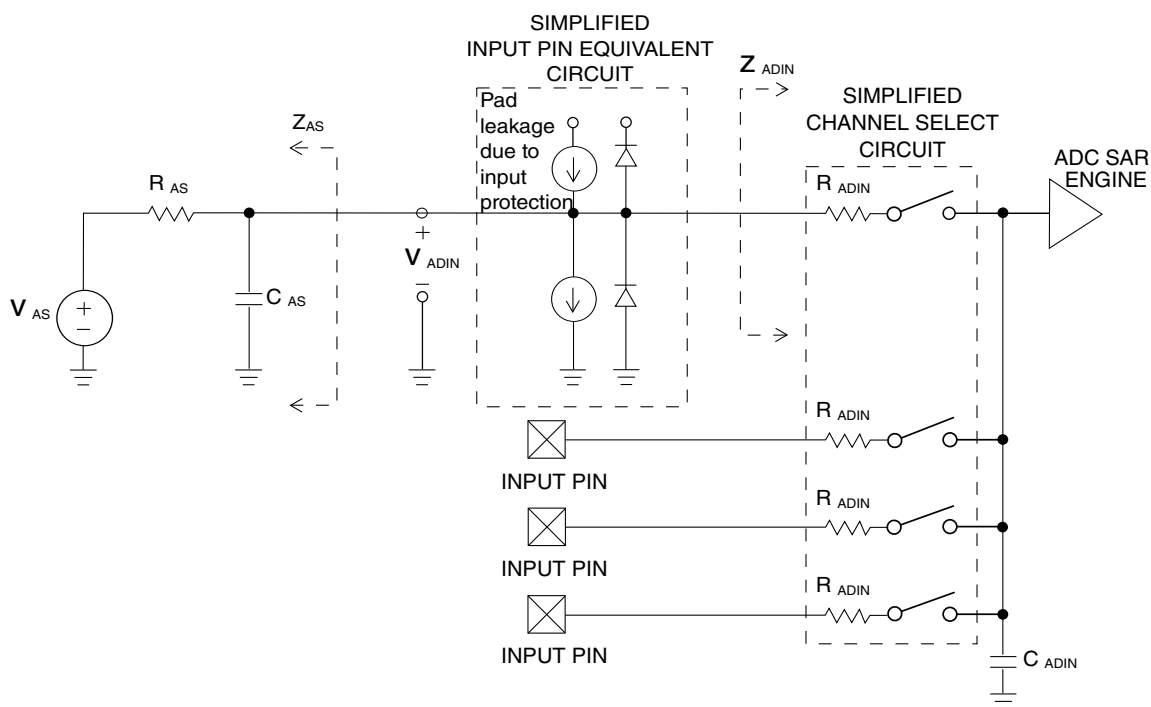 SIMPLIFIED
INPUT PIN EQUIVALENT
CIRCUIT
Pad
leakage
due to
input
protection
Z ADIN
SIMPLIFIED
CHANNEL SELECT
CIRCUIT
ADC SAR
ENGINE
ZAS
R AS
R ADIN
+
V ADIN
–
C AS
V AS
+
–
R ADIN
INPUT PIN
R ADIN
INPUT PIN
R ADIN
INPUT PIN
C ADIN